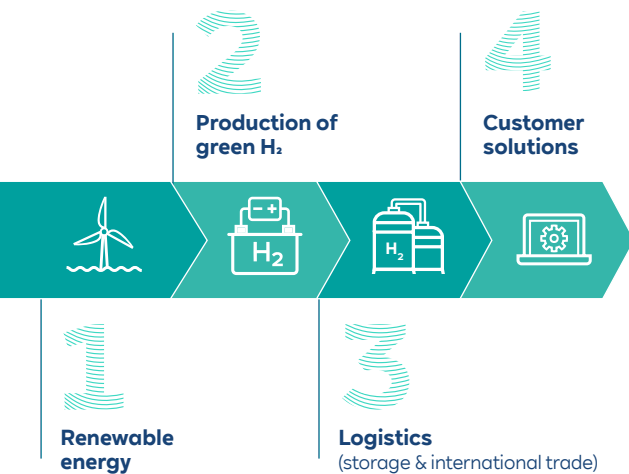 2
4
Production of
green H₂
Customer
solutions
- +
H₂
H₂
1
3
Renewable
energy
Logistics
(storage & international trade)